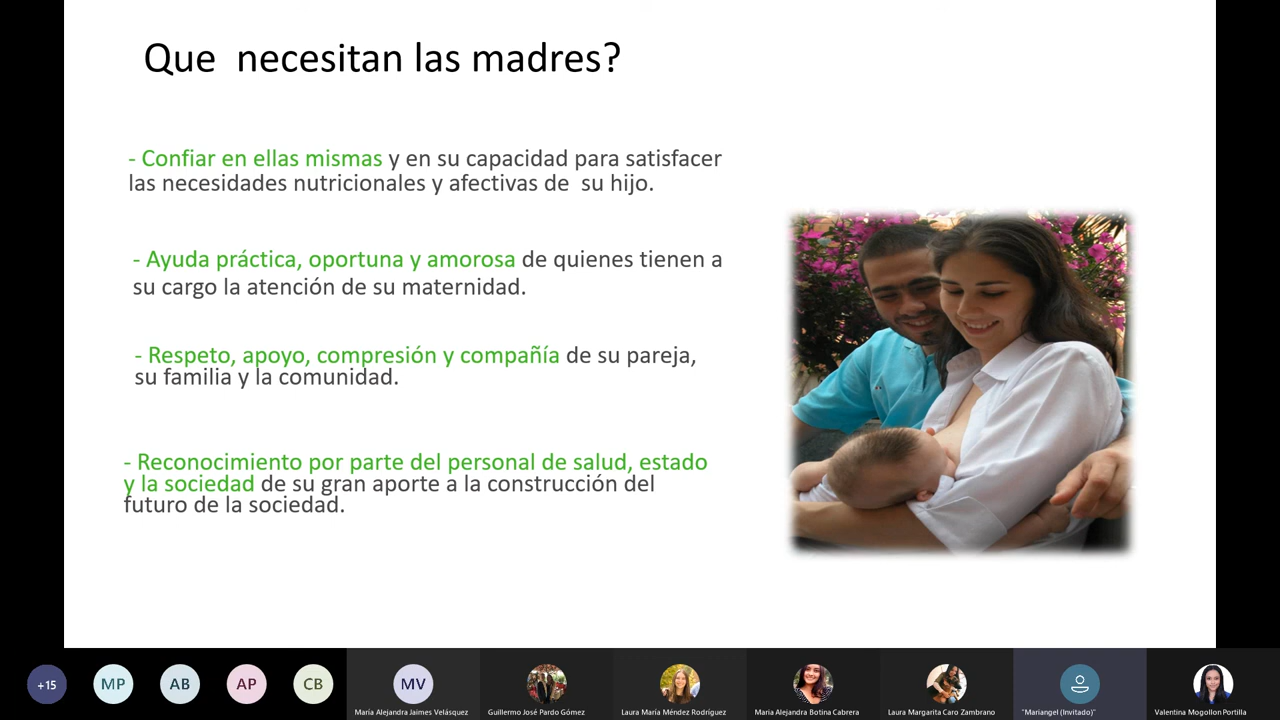 Que  necesitan las madres?
- Confiar en ellas mismas y en su capacidad para satisfacer
las necesidades nutricionales y afectivas de  su hijo.
- Ayuda práctica, oportuna y amorosa de quienes tienen a
su cargo la atención de su maternidad.
- Respeto, apoyo, compresión y compañía de su pareja,
su familia y la comunidad.
- Reconocimiento por parte del personal de salud, estado
y la sociedad de su gran aporte a la construcción del
futuro de la sociedad.
+15
MP
AB
AP
CB
MV
María Alejandra Jaimes Velásquez
Guillermo José Pardo Gómez
Laura María Méndez Rodríguez
Maria Alejandra Botina Cabrera
Laura Margarita Caro Zambrano
"Mariangel (Invitado)"
Valentina Mogollon Portilla